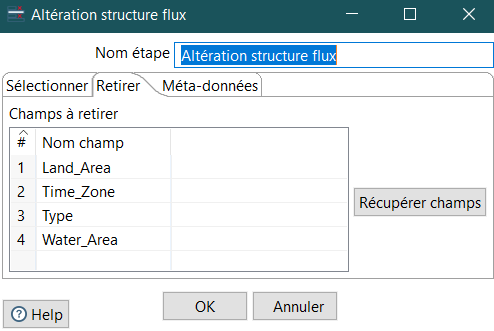 Altération structure flux
Nom étape Altération structure flux
Sélectionner Retirer Méta-données
Champs à retirer
# Nom champ
1 Land_Area
2 Time_Zone
3 Type
4 Water_Area
Récupérer champs
OK Annuler
? Help